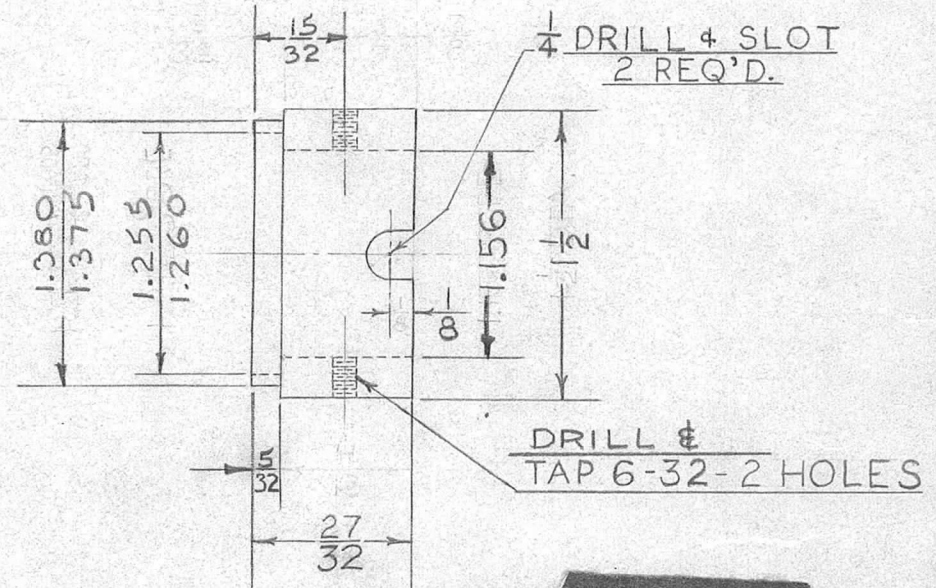 15/32
1/4 DRILL & SLOT
2 REQ'D.
1.380
1.375
1.255
1.260
1.156
1 1/2
1/8
5/32
27/32
DRILL &
TAP 6-32-2 HOLES